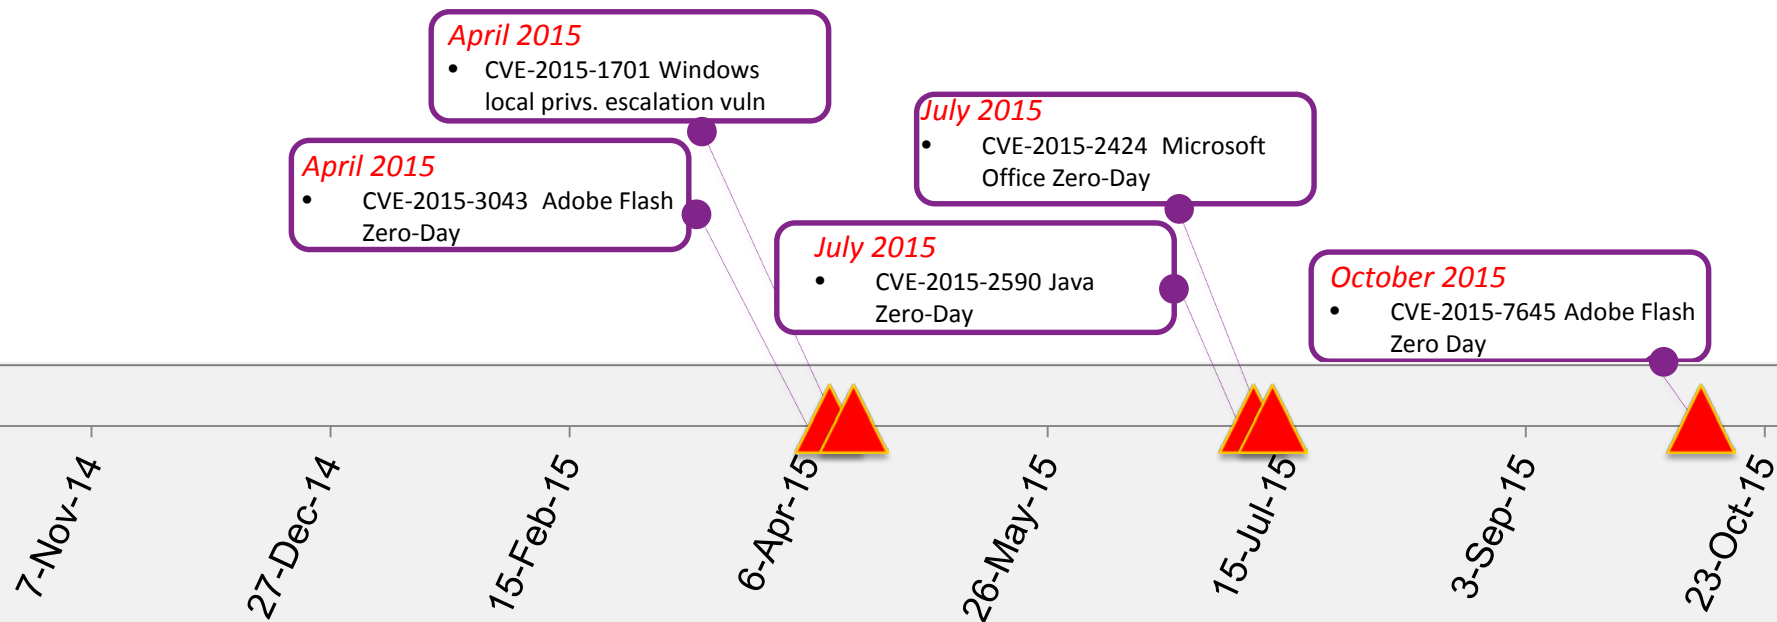 April 2015
• CVE-2015-1701 Windows
local privs. escalation vuln
April 2015
• CVE-2015-3043 Adobe Flash
Zero-Day
July 2015
• CVE-2015-2424 Microsoft
Office Zero-Day
July 2015
• CVE-2015-2590 Java
Zero-Day
October 2015
• CVE-2015-7645 Adobe Flash
Zero Day
7-Nov-14
27-Dec-14
15-Feb-15
6-Apr-15
26-May-15
15-Jul-15
3-Sep-15
23-Oct-15